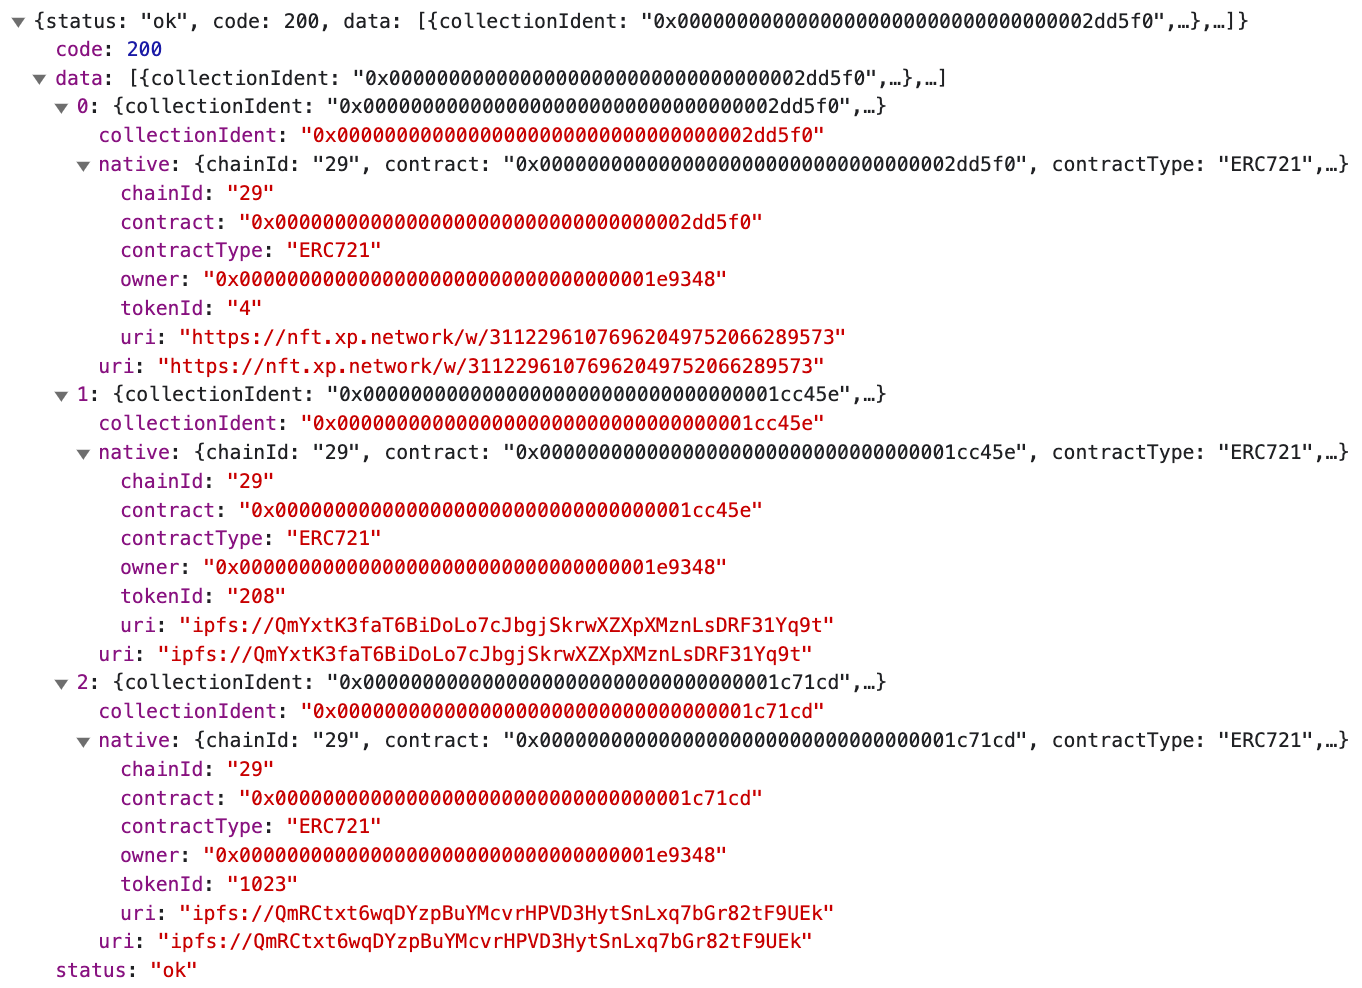 ▼ {status: "ok", code: 200, data: [{collectionIdent: "0x00000000000000000000000000000000002dd5f0",…},…]}
code: 200
▼ data: [{collectionIdent: "0x00000000000000000000000000000000002dd5f0",…},…]
▼ 0: {collectionIdent: "0x00000000000000000000000000000000002dd5f0",…}
collectionIdent: "0x00000000000000000000000000000000002dd5f0"
▼ native: {chainId: "29", contract: "0x00000000000000000000000000000000002dd5f0", contractType: "ERC721",…}
chainId: "29"
contract: "0x00000000000000000000000000000000002dd5f0"
contractType: "ERC721"
owner: "0x00000000000000000000000000000000001e9348"
tokenId: "4"
uri: "https://nft.xp.network/w/31122961076962049752066289573"
uri: "https://nft.xp.network/w/31122961076962049752066289573"
▼ 1: {collectionIdent: "0x00000000000000000000000000000000001cc45e",…}
collectionIdent: "0x00000000000000000000000000000000001cc45e"
▼ native: {chainId: "29", contract: "0x00000000000000000000000000000000001cc45e", contractType: "ERC721",…}
chainId: "29"
contract: "0x00000000000000000000000000000000001cc45e"
contractType: "ERC721"
owner: "0x00000000000000000000000000000000001e9348"
tokenId: "208"
uri: "ipfs://QmYxtK3faT6BiDoLo7cJbgjSkrwXZXpXMznLsDRF31Yq9t"
uri: "ipfs://QmYxtK3faT6BiDoLo7cJbgjSkrwXZXpXMznLsDRF31Yq9t"
▼ 2: {collectionIdent: "0x00000000000000000000000000000000001c71cd",…}
collectionIdent: "0x00000000000000000000000000000000001c71cd"
▼ native: {chainId: "29", contract: "0x00000000000000000000000000000000001c71cd", contractType: "ERC721",…}
chainId: "29"
contract: "0x00000000000000000000000000000000001c71cd"
contractType: "ERC721"
owner: "0x00000000000000000000000000000000001e9348"
tokenId: "1023"
uri: "ipfs://QmRCtxt6wqDYzpBuYMcvrHPVD3HytSnLxq7bGr82tF9UEk"
uri: "ipfs://QmRCtxt6wqDYzpBuYMcvrHPVD3HytSnLxq7bGr82tF9UEk"
status: "ok"